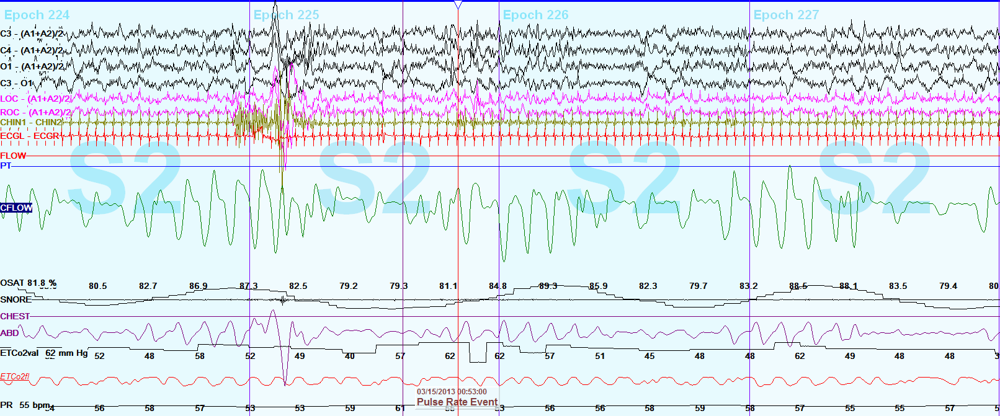 Epoch 224 Epoch 225 Epoch 226 Epoch 227
C3 - (A1+A2)/2
C4 - (A1+A2)/2
O1 - (A1+A2)/2
C3 - O1
LOC - (A1+A2)/2
ROC - (A1+A2)/2
CHIN1 - CHIN2
ECGL - ECGR
S2 S2 S2 S2
FLOW
PT
CFLOW
OSAT 81.8 % 80.5 82.7 86.9 87.3 82.5 79.2 79.3 81.1 84.8 89.3 85.9 82.3 79.7 83.2 88.5 88.1 83.5 79.4 80
SNORE
CHEST
ABD
ETCo2val 62 mm Hg 52 52 48 58 52 49 40 57 62 62 57 51 45 48 48 62 49 48 48
ETCo2fl
03/15/2013 00:53:00
Pulse Rate Event
PR 55 bpm 54 56 58 57 53 53 59 61 55 53 56 56 58 59 58 56 55 55 57